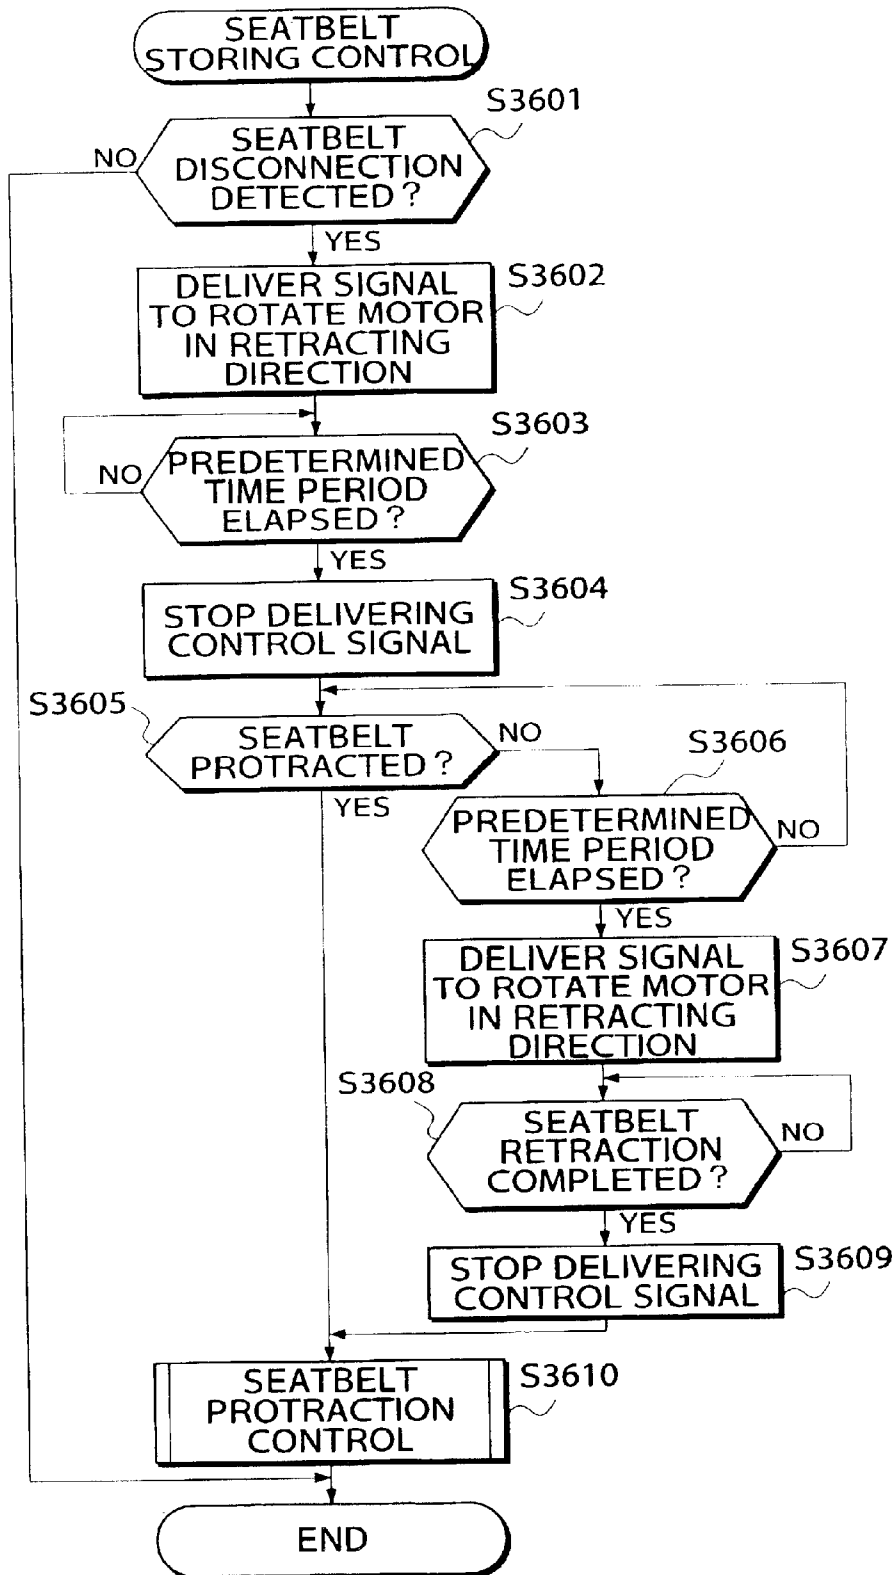 SEATBELT
STORING CONTROL
S3601
SEATBELT
DISCONNECTION
DETECTED?
NO
YES
S3602
DELIVER SIGNAL
TO ROTATE MOTOR
IN RETRACTING
DIRECTION
S3603
PREDETERMINED
TIME PERIOD
ELAPSED?
NO
YES
S3604
STOP DELIVERING
CONTROL SIGNAL
S3605
SEATBELT
PROTRACTED?
NO
YES
S3606
PREDETERMINED
TIME PERIOD
ELAPSED?
NO
YES
S3607
DELIVER SIGNAL
TO ROTATE MOTOR
IN RETRACTING
DIRECTION
S3608
SEATBELT
RETRACTION
COMPLETED?
NO
YES
S3609
STOP DELIVERING
CONTROL SIGNAL
S3610
SEATBELT
PROTRACTION
CONTROL
END